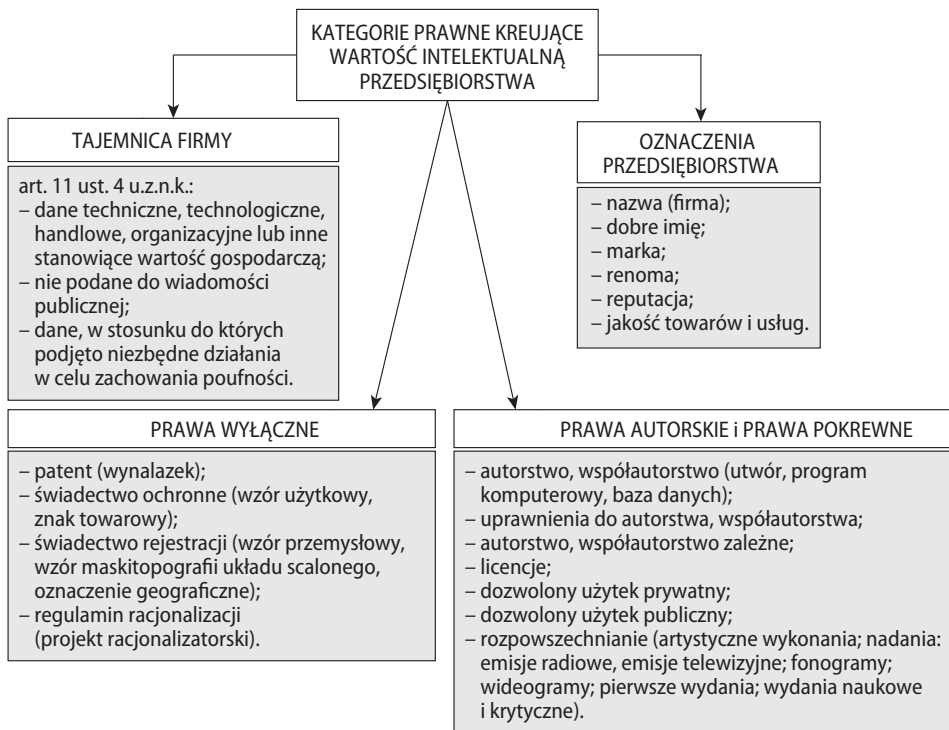 KATEGORIE PRAWNE KREUJĄCE
WARTOŚĆ INTELEKTUALNĄ
PRZEDSIĘBIORSTWA
TAJEMNICA FIRMY
art. 11 ust. 4 u.z.n.k.:
– dane techniczne, technologiczne,
handlowe, organizacyjne lub inne
stanowiące wartość gospodarczą;
– nie podane do wiadomości
publicznej;
– dane, w stosunku do których
podjęto niezbędne działania
w celu zachowania poufności.
OZNACZENIA
PRZEDSIĘBIORSTWA
– nazwa (firma);
– dobre imię;
– marka;
– renoma;
– reputacja;
– jakość towarów i usług.
PRAWA WYŁĄCZNE
– patent (wynalazek);
– świadectwo ochronne (wzór użytkowy,
znak towarowy);
– świadectwo rejestracji (wzór przemysłowy,
wzór maskitopografii układu scalonego,
oznaczenie geograficzne);
– regulamin racjonalizacji
(projekt racjonalizatorski).
PRAWA AUTORSKIE i PRAWA POKREWNE
– autorstwo, współautorstwo (utwór, program
komputerowy, baza danych);
– uprawnienia do autorstwa, współautorstwa;
– autorstwo, współautorstwo zależne;
– licencje;
– dozwolony użytek prywatny;
– dozwolony użytek publiczny;
– rozpowszechnianie (artystyczne wykonania; nadania:
emisje radiowe, emisje telewizyjne; fonogramy;
wideogramy; pierwsze wydania; wydania naukowe
i krytyczne).